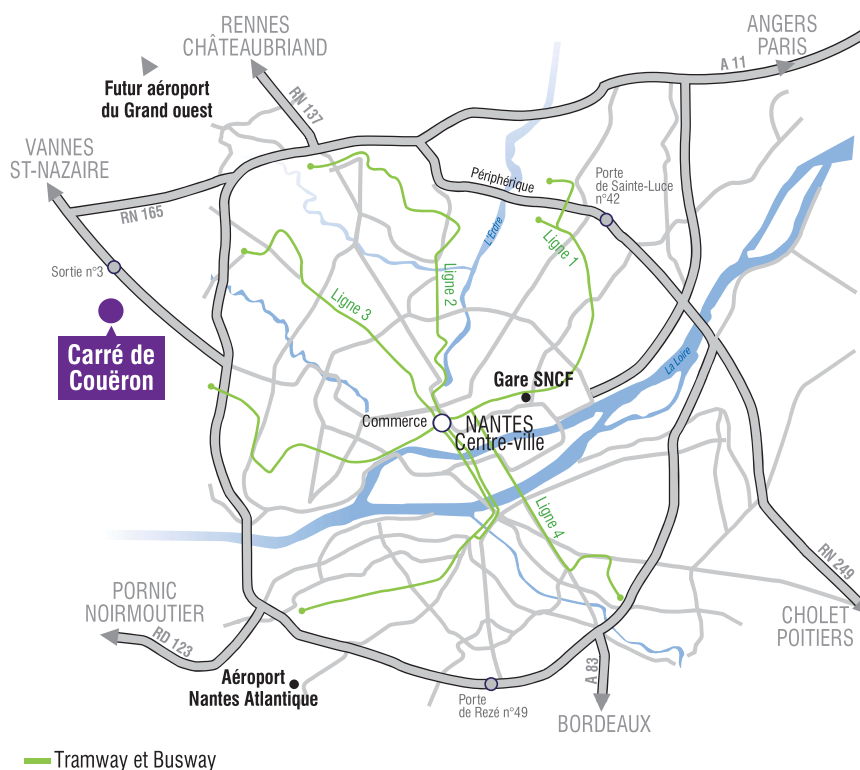 RENNES
CHÂTEAUBRIAND
ANGERS
PARIS
A 11
Futur aéroport
du Grand ouest
RN 137
VANNES
ST-NAZAIRE
Périphérique
Porte
de Sainte-Luce
n°42
RN 165
L'Erdre
Ligne 1
Sortie n°3
Ligne 2
Ligne 3
Carré de
Couëron
La Loire
Gare SNCF
Commerce
NANTES
Centre-ville
Ligne 4
RN 249
PORNIC
NOIRMOUTIER
CHOLET
POITIERS
RD 123
Aéroport
Nantes Atlantique
A 83
Porte
de Rezé n°49
BORDEAUX
Tramway et Busway